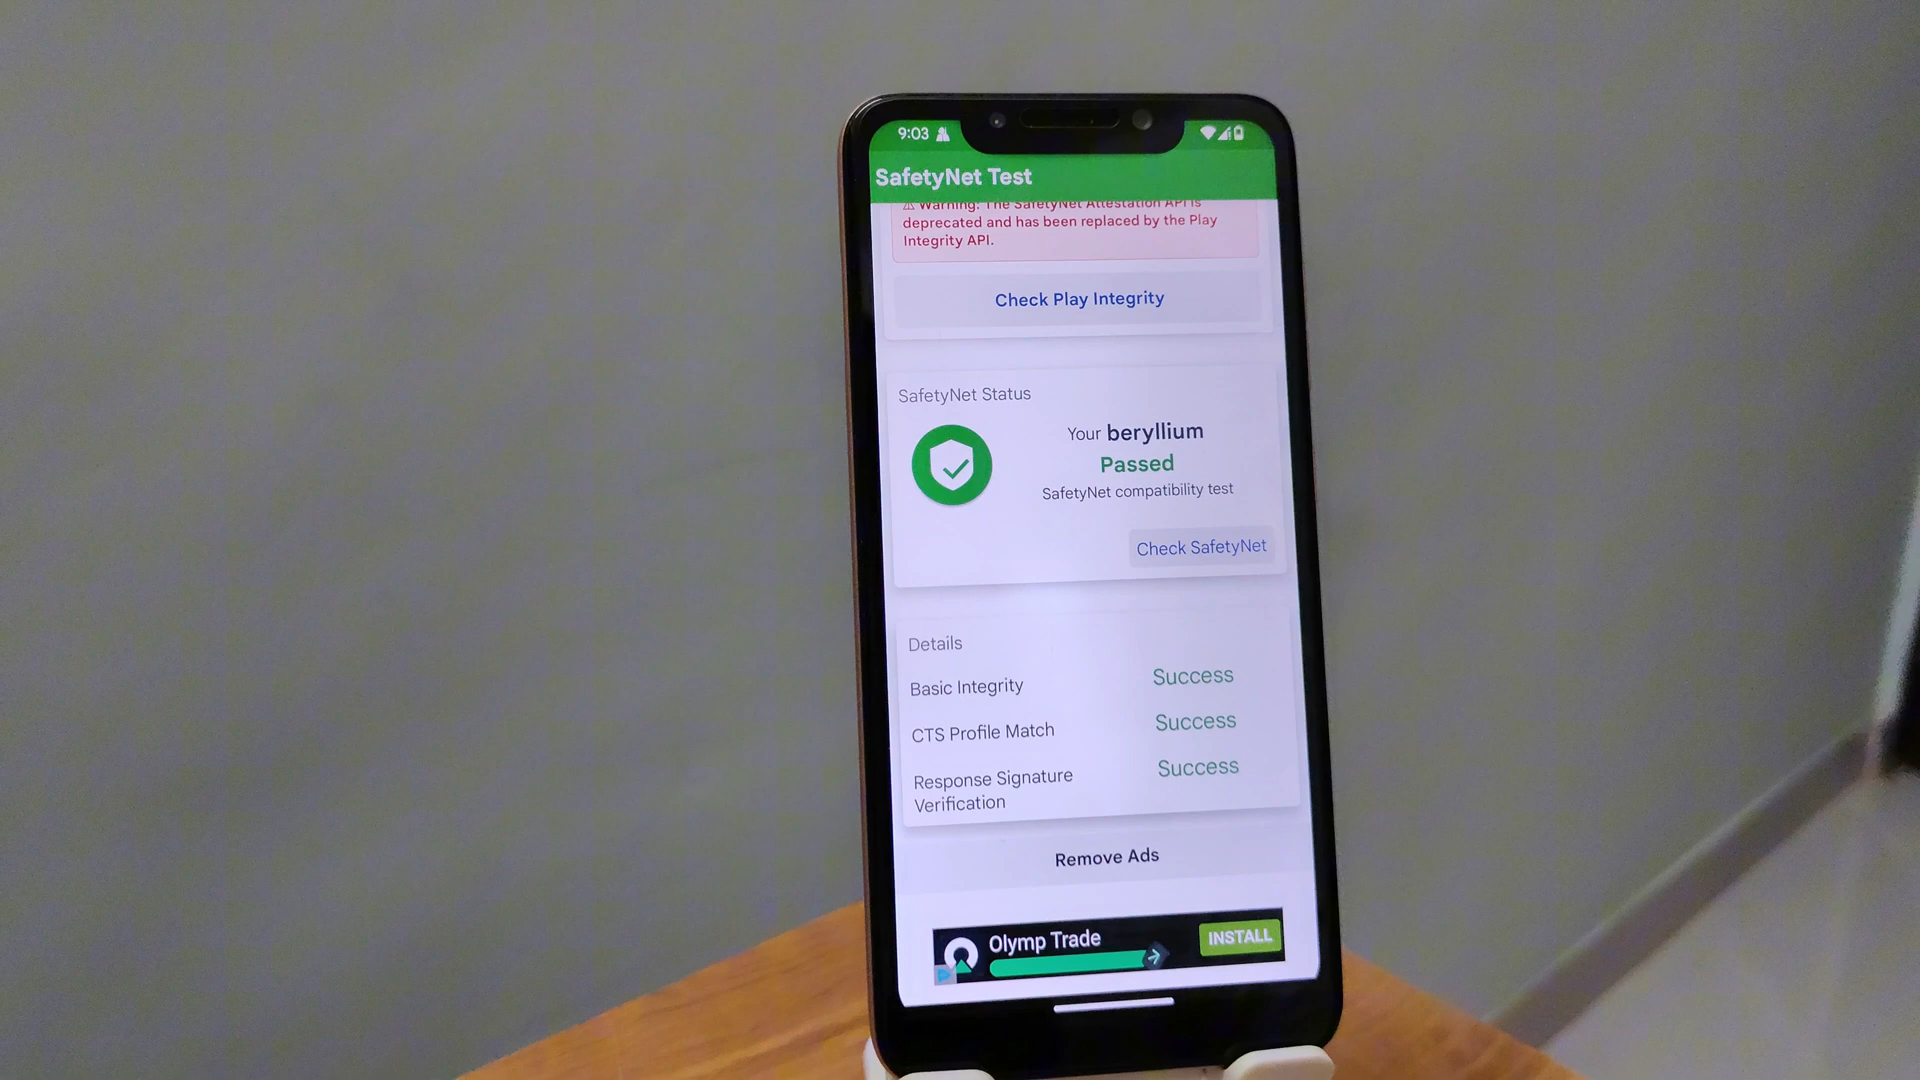 9:03
SafetyNet Test
⚠ Warning: The SafetyNet Attestation API is
deprecated and has been replaced by the Play
Integrity API.
Check Play Integrity
SafetyNet Status
Your beryllium
Passed
SafetyNet compatibility test
Check SafetyNet
Details
Basic Integrity Success
CTS Profile Match Success
Response Signature Success
Verification
Remove Ads
Olymp Trade
INSTALL